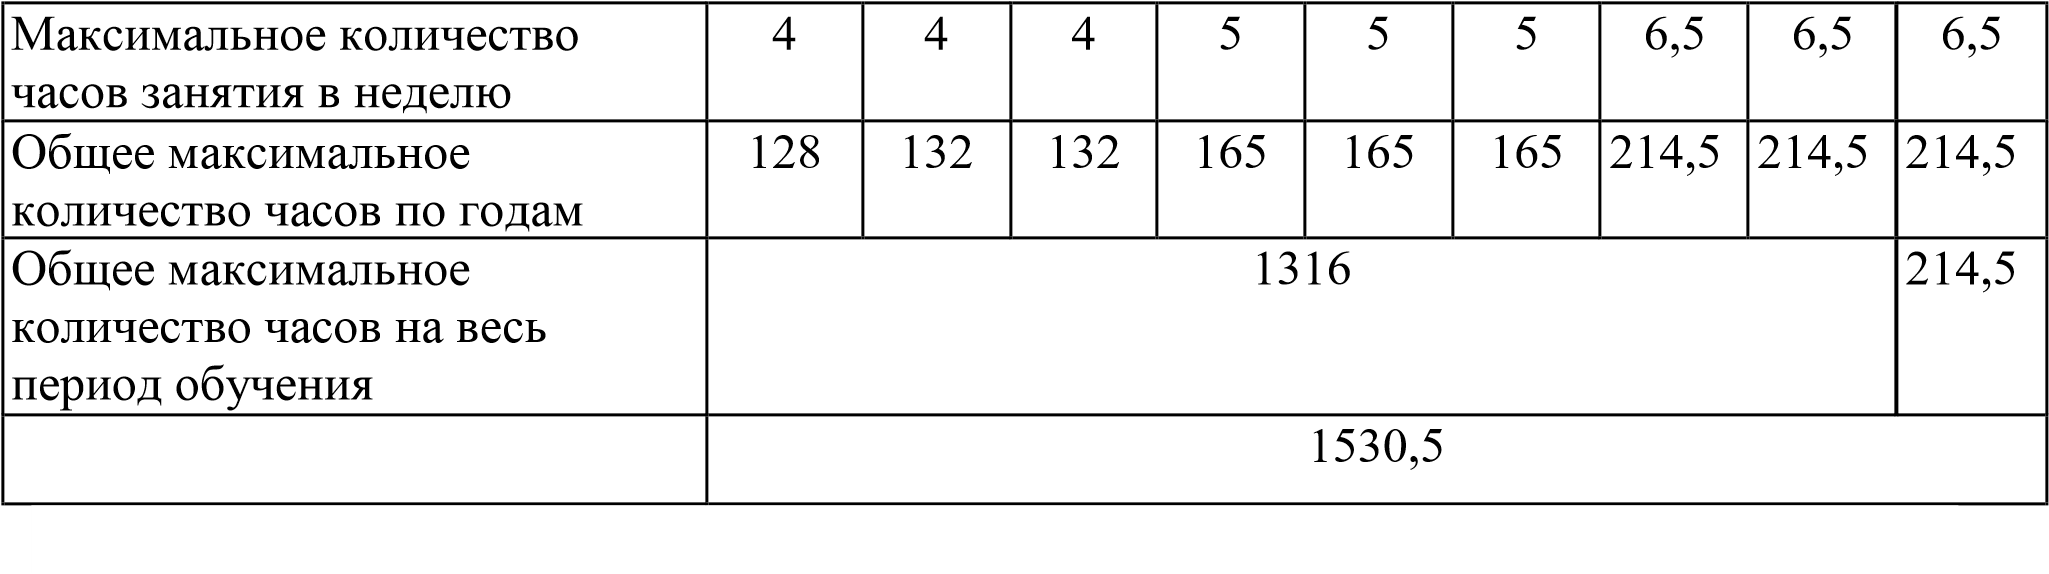 Максимальное количество 4 4 4 5 5 5 6,5 6,5 6,5
часов занятия в неделю
Общее максимальное 128 132 132 165 165 165 214,5 214,5 214,5
количество часов по годам
Общее максимальное 1316 214,5
количество часов на весь
период обучения
1530,5